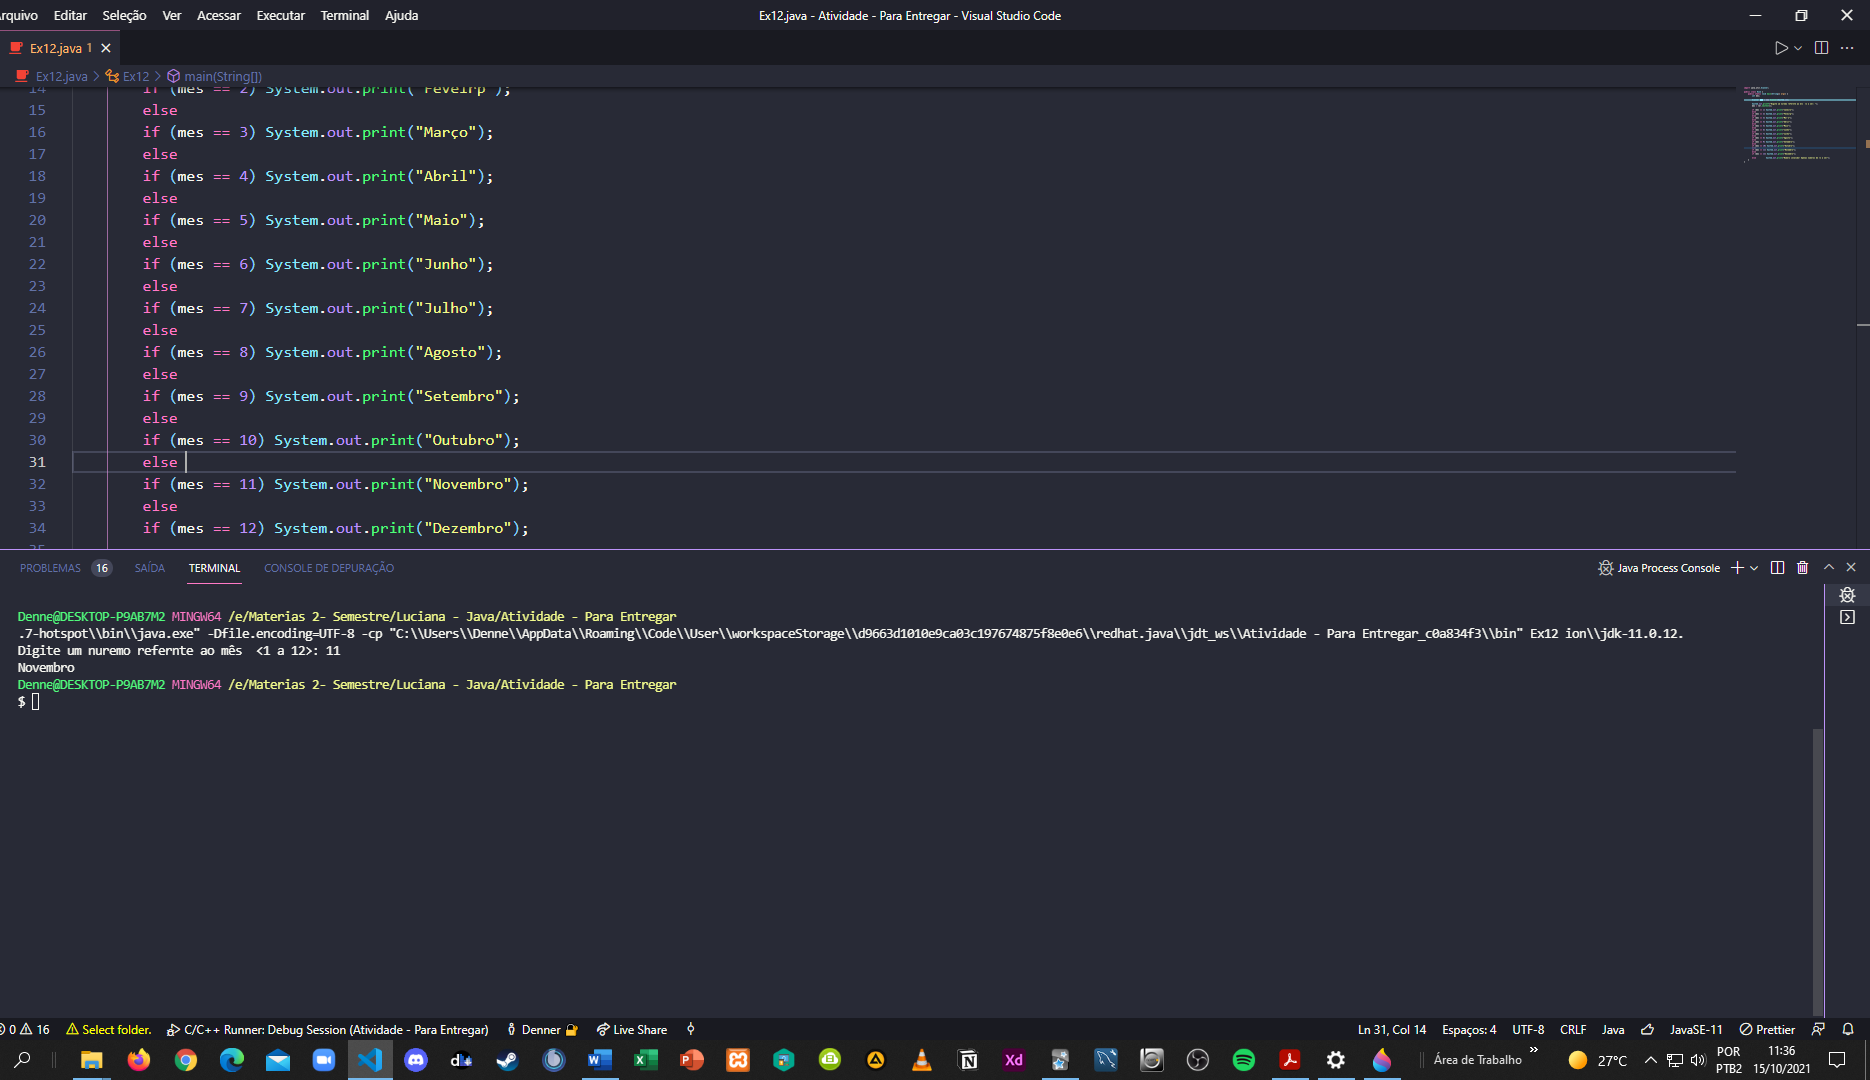 rquivo Editar Seleção Ver Acessar Executar Terminal Ajuda Ex12.java - Atividade - Para Entregar - Visual Studio Code
Ex12.java 1
Ex12.java > Ex12 > main(String[])
14 if (mes == 2) System.out.print("Feveirp");
15 else
16 if (mes == 3) System.out.print("Março");
17 else
18 if (mes == 4) System.out.print("Abril");
19 else
20 if (mes == 5) System.out.print("Maio");
21 else
22 if (mes == 6) System.out.print("Junho");
23 else
24 if (mes == 7) System.out.print("Julho");
25 else
26 if (mes == 8) System.out.print("Agosto");
27 else
28 if (mes == 9) System.out.print("Setembro");
29 else
30 if (mes == 10) System.out.print("Outubro");
31 else
32 if (mes == 11) System.out.print("Novembro");
33 else
34 if (mes == 12) System.out.print("Dezembro");
35
PROBLEMAS 16 SAÍDA TERMINAL CONSOLE DE DEPURAÇÃO Java Process Console
Denne@DESKTOP-P9AB7M2 MINGW64 /e/Materias 2- Semestre/Luciana - Java/Atividade - Para Entregar
.7-hotspot\\bin\\java.exe" -Dfile.encoding=UTF-8 -cp "C:\\Users\\Denne\\AppData\\Roaming\\Code\\User\\workspaceStorage\\d9663d1010e9ca03c197674875f8e0e6\\redhat.java\\jdt_ws\\Atividade - Para Entregar_c0a834f3\\bin" Ex12 ion\\jdk-11.0.12.
Digite um nuremo refernte ao mês  <1 a 12>: 11
Novembro
Denne@DESKTOP-P9AB7M2 MINGW64 /e/Materias 2- Semestre/Luciana - Java/Atividade - Para Entregar
$
0 16 Select folder. C/C++ Runner: Debug Session (Atividade - Para Entregar) Denner Live Share Ln 31, Col 14 Espaços: 4 UTF-8 CRLF Java JavaSE-11 Prettier
Área de Trabalho 27°C POR PTB2 11:36 15/10/2021